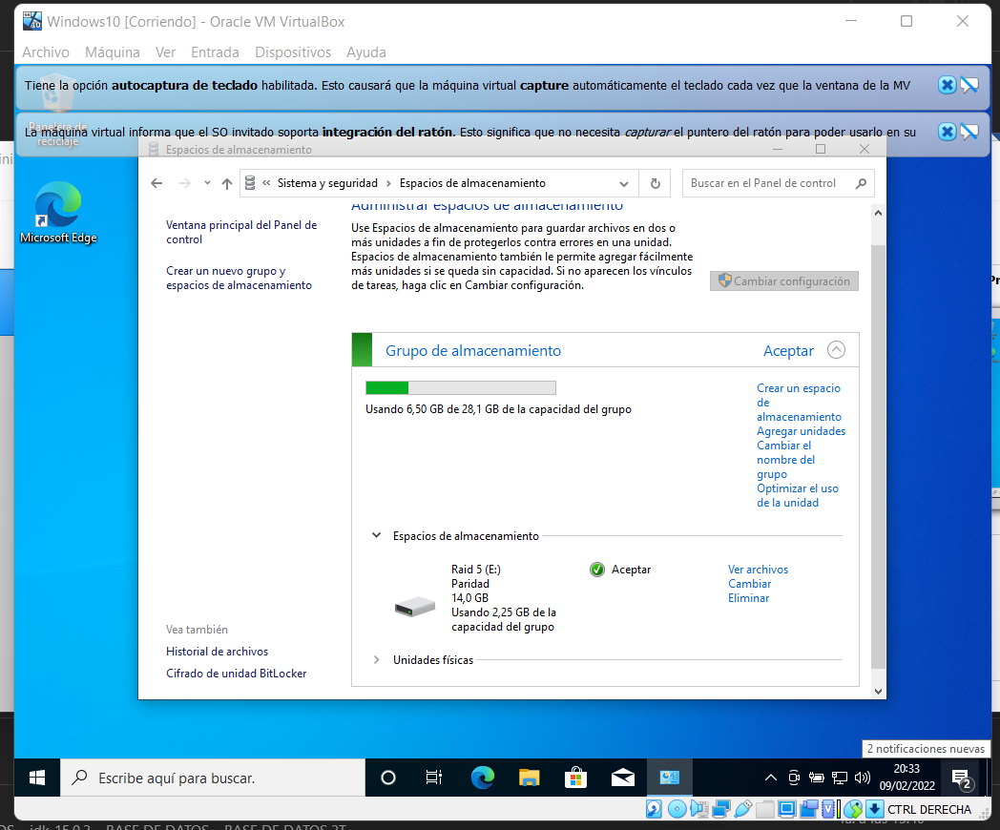 Windows10 [Corriendo] - Oracle VM VirtualBox
Archivo Máquina Ver Entrada Dispositivos Ayuda
Tiene la opción autocaptura de teclado habilitada. Esto causará que la máquina virtual capture automáticamente el teclado cada vez que la ventana de la MV
La máquina virtual informa que el SO invitado soporta integración del ratón. Esto significa que no necesita capturar el puntero del ratón para poder usarlo en su
Papelera de
reciclaje
Microsoft Edge
Espacios de almacenamiento
« Sistema y seguridad › Espacios de almacenamiento
Buscar en el Panel de control
Ventana principal del Panel de
control
Crear un nuevo grupo y
espacios de almacenamiento
Administrar espacios de almacenamiento
Use Espacios de almacenamiento para guardar archivos en dos o
más unidades a fin de protegerlos contra errores en una unidad.
Espacios de almacenamiento también le permite agregar fácilmente
más unidades si se queda sin capacidad. Si no aparecen los vínculos
de tareas, haga clic en Cambiar configuración.
Cambiar configuración
Grupo de almacenamiento
Aceptar
Usando 6,50 GB de 28,1 GB de la capacidad del grupo
Crear un espacio
de
almacenamiento
Agregar unidades
Cambiar el
nombre del
grupo
Optimizar el uso
de la unidad
Espacios de almacenamiento
Raid 5 (E:)
Paridad
14,0 GB
Usando 2,25 GB de la
capacidad del grupo
Aceptar
Ver archivos
Cambiar
Eliminar
Unidades físicas
Vea también
Historial de archivos
Cifrado de unidad BitLocker
2 notificaciones nuevas
Escribe aquí para buscar.
20:33
09/02/2022
2
CTRL DERECHA